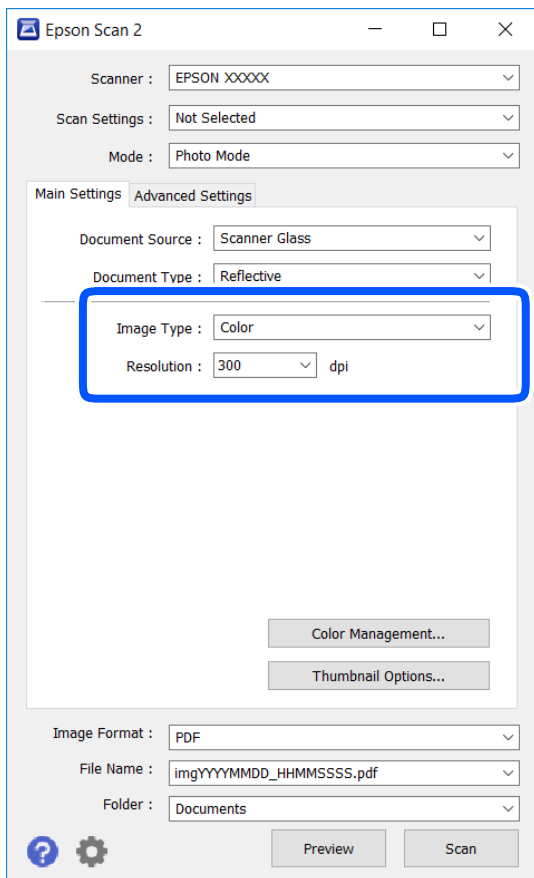 Epson Scan 2
Scanner : EPSON XXXXX
Scan Settings : Not Selected
Mode : Photo Mode
Main Settings Advanced Settings
Document Source : Scanner Glass
Document Type : Reflective
Image Type : Color
Resolution : 300 dpi
Color Management...
Thumbnail Options...
Image Format : PDF
File Name : imgYYYYMMDD_HHMMSSSS.pdf
Folder : Documents
? Preview Scan